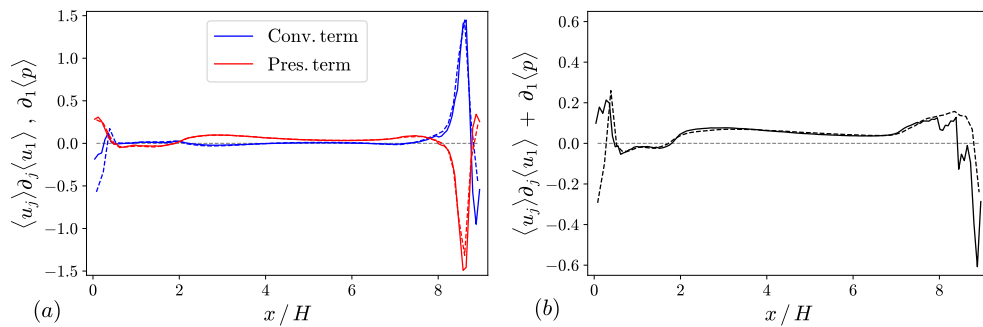 1.5
1.0
0.5
0.0
−0.5
−1.0
−1.5
⟨u_j⟩∂_j⟨u_1⟩ , ∂_1⟨p⟩
Conv. term
Pres. term
0 2 4 6 8
x / H
(a)
0.6
0.4
0.2
0.0
−0.2
−0.4
−0.6
⟨u_j⟩∂_j⟨u_1⟩ + ∂_1⟨p⟩
0 2 4 6 8
x / H
(b)